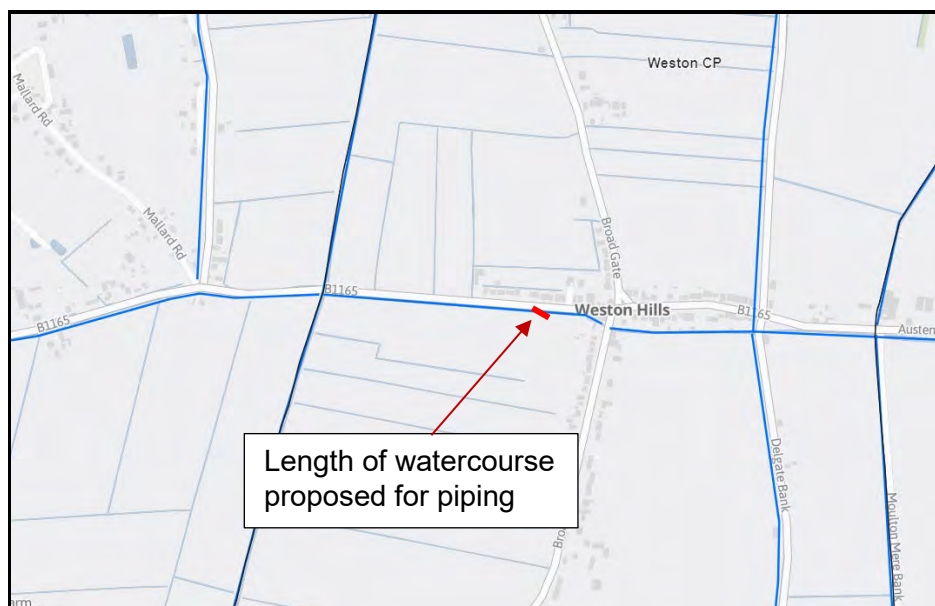 Weston CP
Mallard Rd
Mallard Rd
Broad Gate
B1165
B1165
Weston Hills
B1165
Austen
Length of watercourse
proposed for piping
Delgate Bank
Moulton Mere Bank
Bro
arm